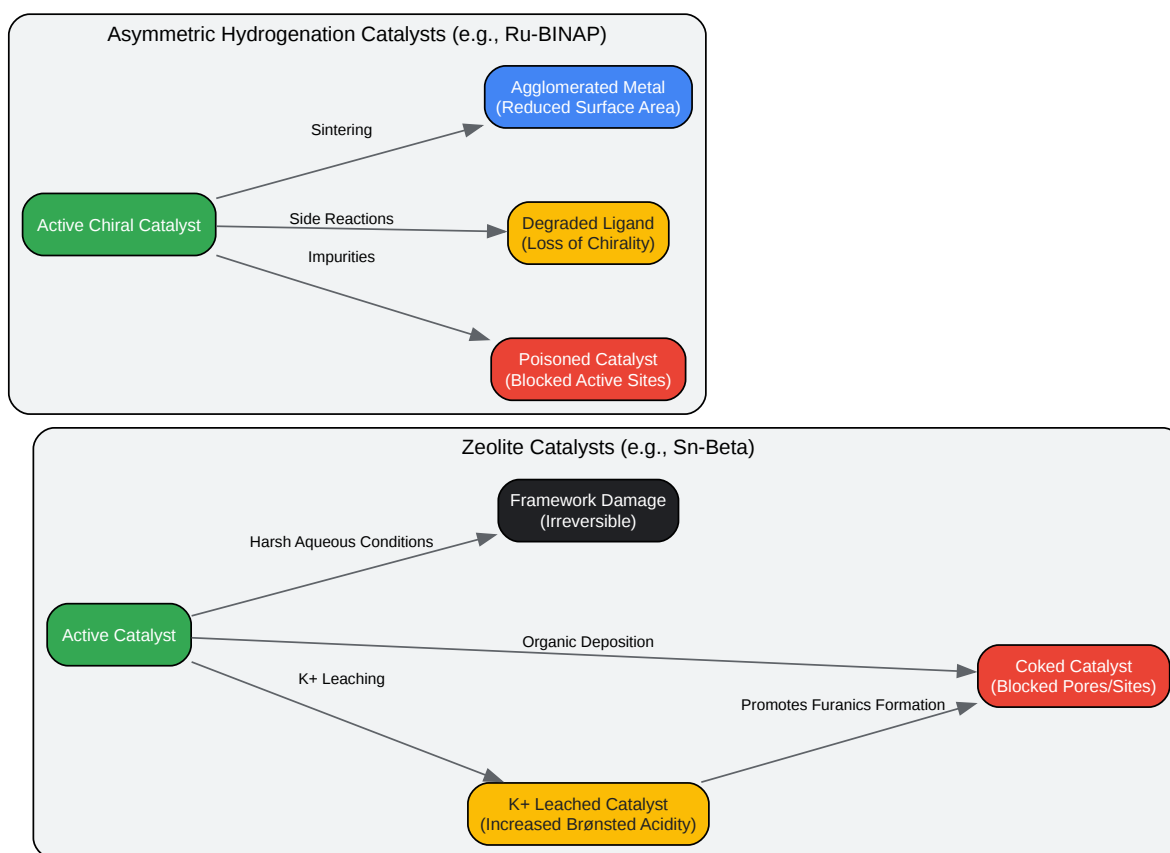 Asymmetric Hydrogenation Catalysts (e.g., Ru-BINAP)
Agglomerated Metal
(Reduced Surface Area)
Sintering
Active Chiral Catalyst
Side Reactions
Degraded Ligand
(Loss of Chirality)
Impurities
Poisoned Catalyst
(Blocked Active Sites)
Zeolite Catalysts (e.g., Sn-Beta)
Framework Damage
(Irreversible)
Harsh Aqueous Conditions
Active Catalyst
Organic Deposition
Coked Catalyst
(Blocked Pores/Sites)
K+ Leaching
Promotes Furanics Formation
K+ Leached Catalyst
(Increased Brønsted Acidity)